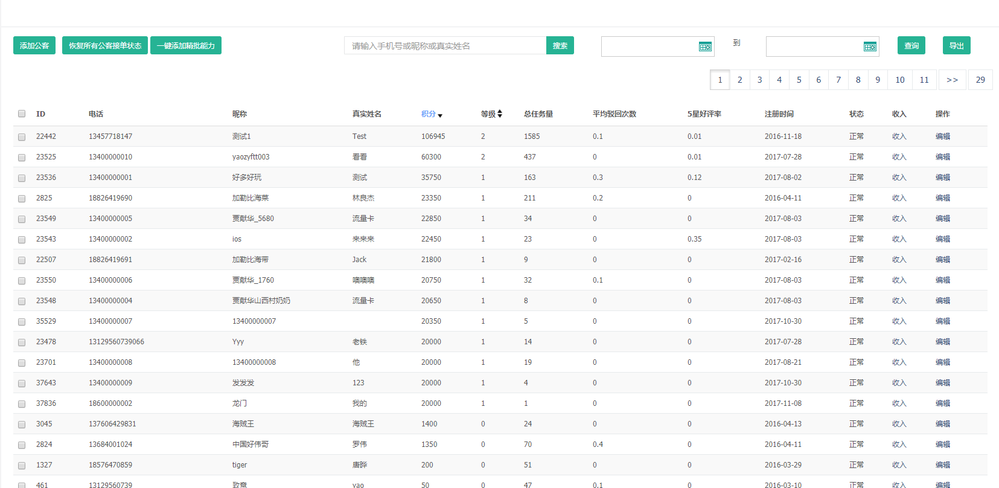 添加公客 恢复所有公客接单状态 一键添加精批能力 请输入手机号或昵称或真实姓名 搜索 到 查询 导出
1 2 3 4 5 6 7 8 9 10 11 >> 29
ID 电话 昵称 真实姓名 积分 等级 总任务量 平均驳回次数 5星好评率 注册时间 状态 收入 操作
22442 13457718147 测试1 Test 106945 2 1585 0.1 0.01 2016-11-18 正常 收入 编辑
23525 13400000010 yaozyftt003 看看 60300 2 437 0 0.01 2017-07-28 正常 收入 编辑
23536 13400000001 好多好玩 测试 35750 1 163 0.3 0.12 2017-08-02 正常 收入 编辑
2825 18826419690 加勒比海菜 林良杰 23350 1 211 0.2 0 2016-04-11 正常 收入 编辑
23549 13400000005 贾献华_5680 流量卡 22850 1 34 0 0 2017-08-03 正常 收入 编辑
23543 13400000002 ios 来来来 22450 1 23 0 0.35 2017-08-03 正常 收入 编辑
22507 18826419691 加勒比海带 Jack 21800 1 9 0 0 2017-02-16 正常 收入 编辑
23550 13400000006 贾献华_1760 噢噢噢 20750 1 32 0.1 0 2017-08-03 正常 收入 编辑
23548 13400000004 贾献华山西村奶奶 流量卡 20650 1 8 0 0 2017-08-03 正常 收入 编辑
35529 13400000007 13400000007 20350 1 5 0 0 2017-10-30 正常 收入 编辑
23478 13129560739066 Yyy 老铁 20000 1 14 0 0 2017-07-28 正常 收入 编辑
23701 13400000008 13400000008 他 20000 1 19 0 0 2017-08-21 正常 收入 编辑
37643 13400000009 发发发 123 20000 1 4 0 0 2017-10-30 正常 收入 编辑
37836 18600000002 龙门 我的 20000 1 1 0 0 2017-11-08 正常 收入 编辑
3045 137606429831 海贼王 海贼王 1400 0 24 0 0 2016-04-13 正常 收入 编辑
2824 13684001024 中国好伟哥 罗伟 1350 0 70 0.4 0 2016-04-11 正常 收入 编辑
1327 18576470859 tiger 唐晔 200 0 51 0 0 2016-03-29 正常 收入 编辑
461 13129560739 致意 yao 50 0 47 0.1 0 2016-03-10 正常 收入 编辑